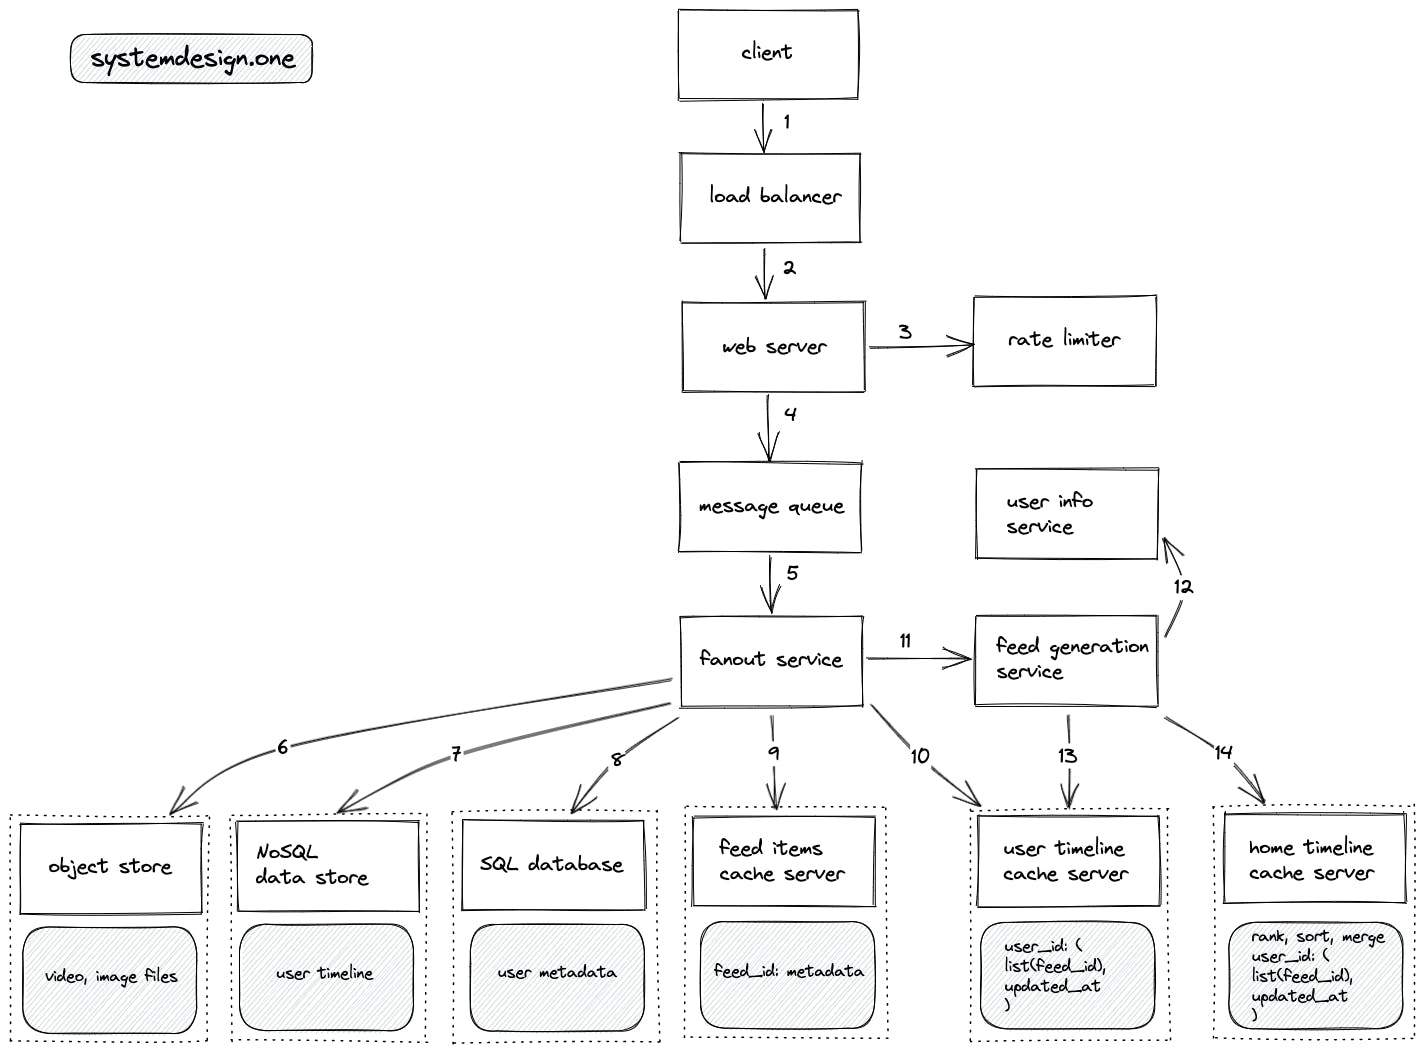 systemdesign.one
client
1
load balancer
2
web server
3
rate limiter
4
message queue
user info
service
5
12
fanout service
11
feed generation
service
6
7
8
9
10
13
14
object store
video, image files
NoSQL
data store
user timeline
SQL database
user metadata
feed items
cache server
feed_id: metadata
user timeline
cache server
user_id: (
list(feed_id),
updated_at
)
home timeline
cache server
rank, sort, merge
user_id: (
list(feed_id),
updated_at
)